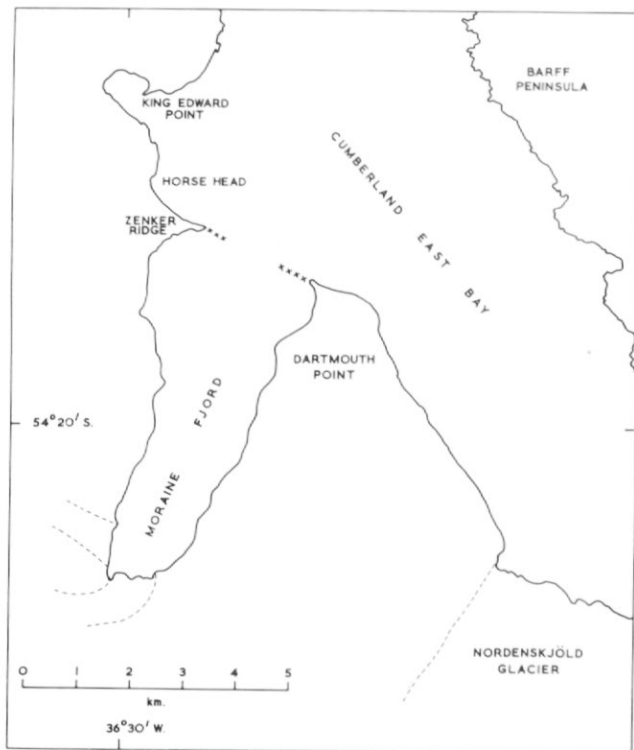 BARFF
PENINSULA
KING EDWARD
POINT
CUMBERLAND EAST BAY
HORSE HEAD
ZENKER
RIDGE
DARTMOUTH
POINT
MORAINE FJORD
54°20′ S.
NORDENSKJÖLD
GLACIER
0 1 2 3 4 5
km.
36°30′ W.